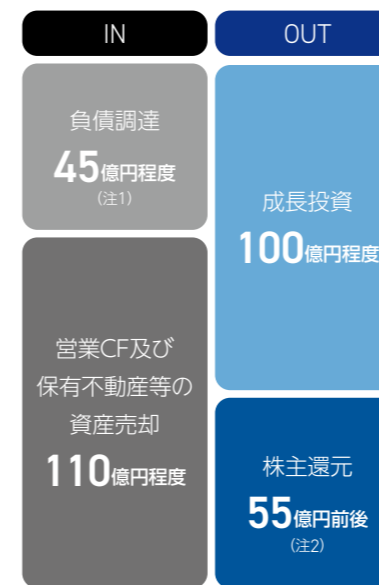 IN
負債調達
45億円程度
(注1)
営業CF及び
保有不動産等の
資産売却
110億円程度
OUT
成長投資
100億円程度
株主還元
55億円前後
(注2)